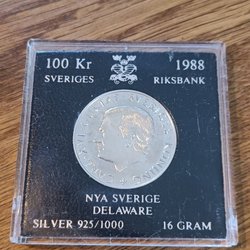 100 Kr 1988
SVERIGES RIKSBANK
NYA SVERIGE
DELAWARE
SILVER 925/1000 16 GRAM